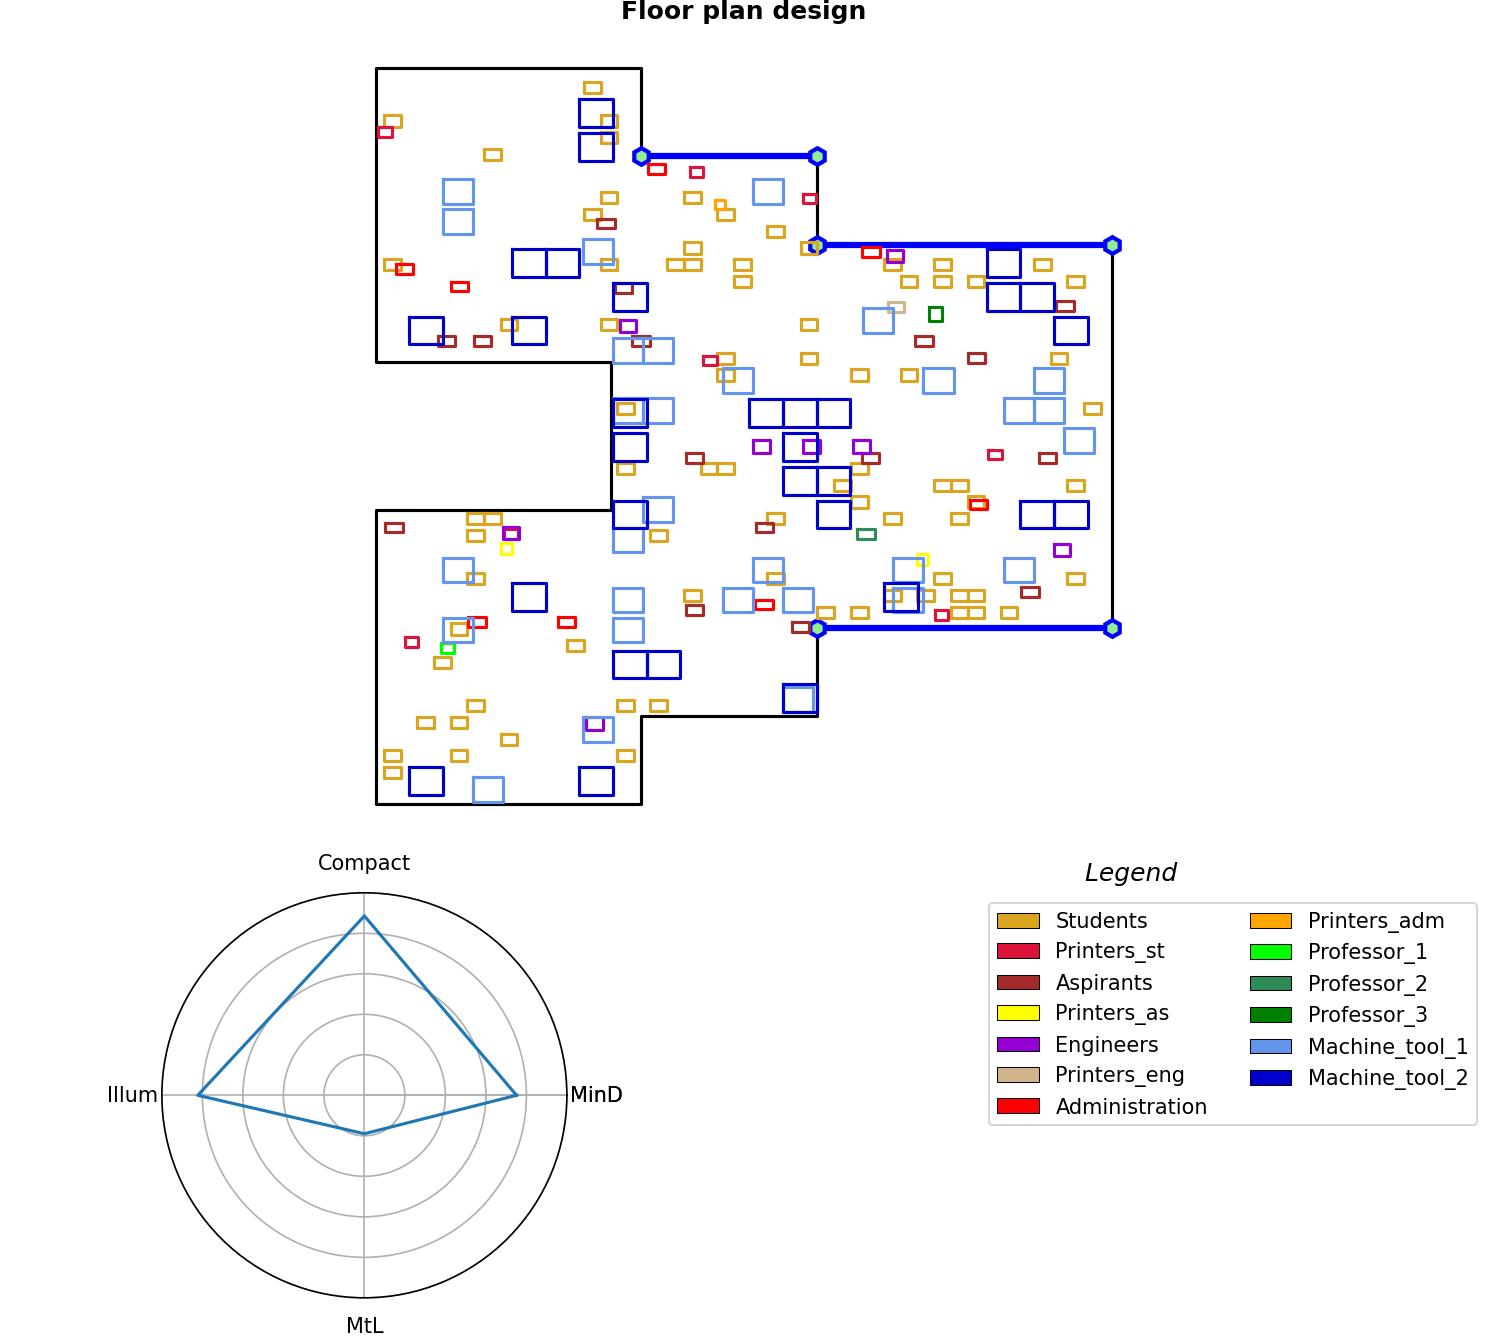 Floor plan design
Compact
Illum
MinD
MtL
Legend
Students
Printers_st
Aspirants
Printers_as
Engineers
Printers_eng
Administration
Printers_adm
Professor_1
Professor_2
Professor_3
Machine_tool_1
Machine_tool_2